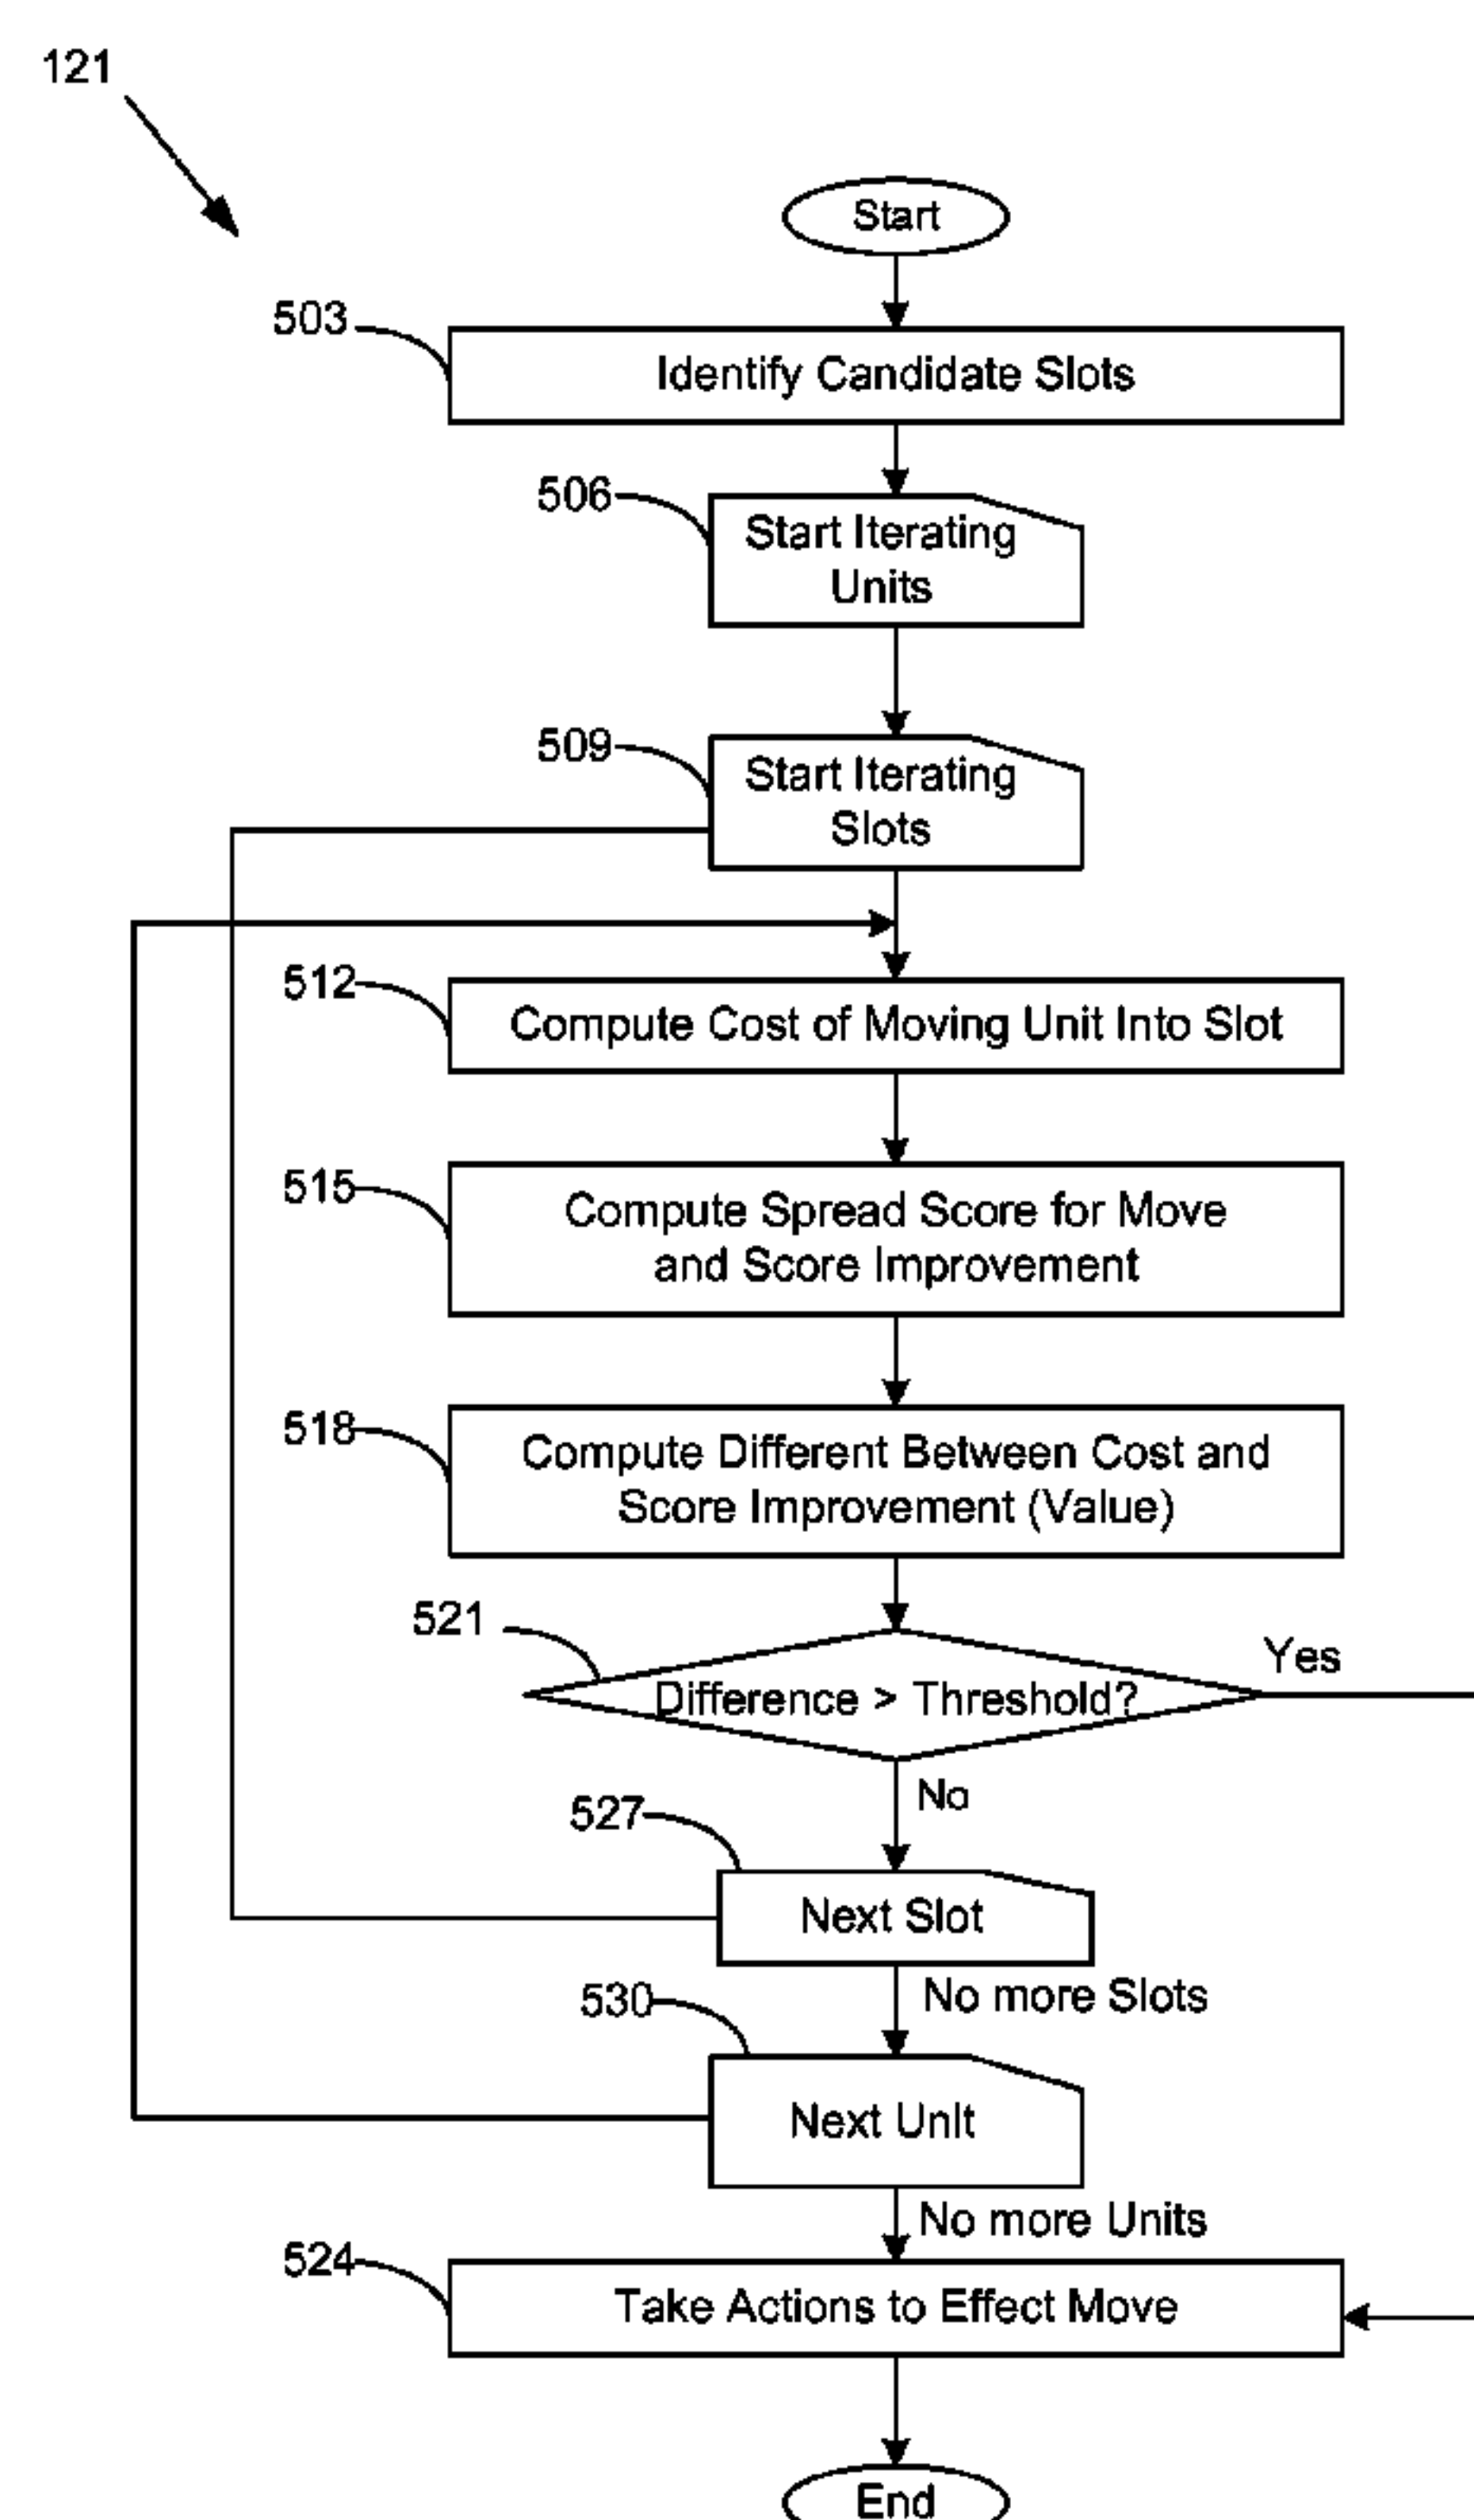 121
Start
503
Identify Candidate Slots
506
Start Iterating
Units
509
Start Iterating
Slots
512
Compute Cost of Moving Unit Into Slot
515
Compute Spread Score for Move
and Score Improvement
518
Compute Different Between Cost and
Score Improvement (Value)
521
Difference > Threshold?
Yes
No
527
Next Slot
No more Slots
530
Next Unit
No more Units
524
Take Actions to Effect Move
End